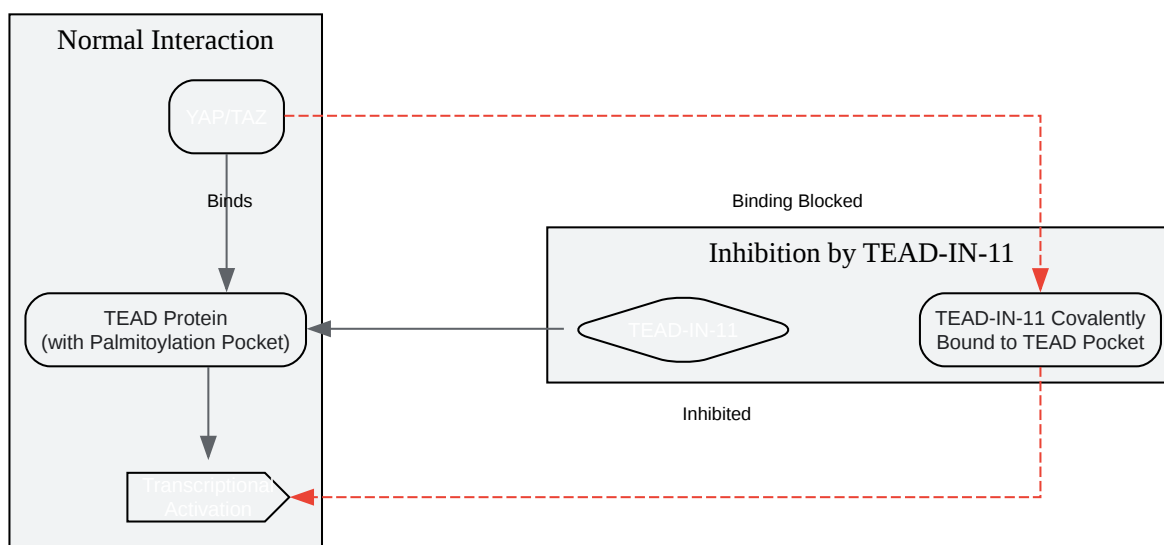 Normal Interaction
YAP/TAZ
Binds
Binding Blocked
Inhibition by TEAD-IN-11
TEAD Protein
(with Palmitoylation Pocket)
TEAD-IN-11
TEAD-IN-11 Covalently
Bound to TEAD Pocket
Inhibited
Transcriptional
Activation